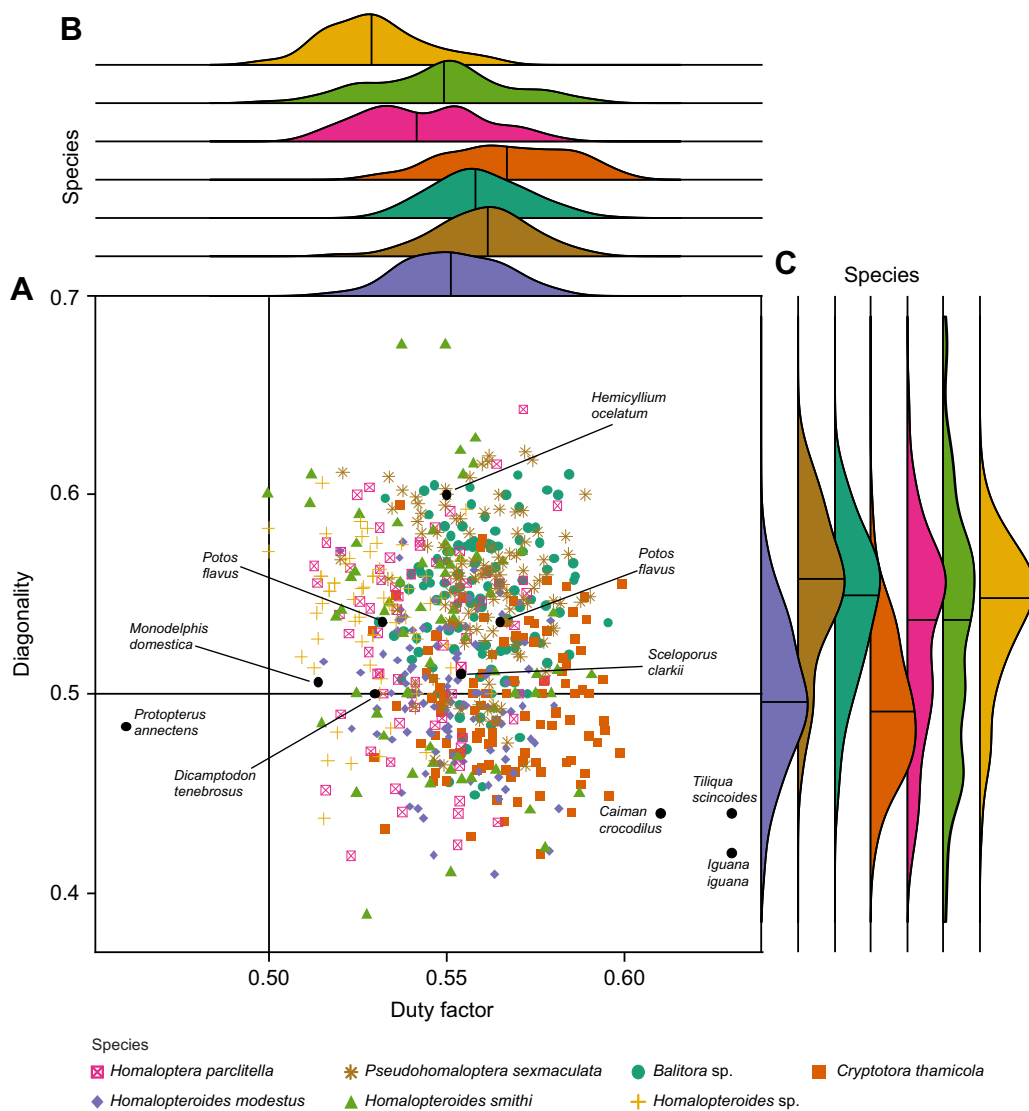 B
Species
A
C
Species
0.7
0.6
0.5
0.4
Diagonality
Hemicyllium
ocelatum
Potos
flavus
Potos
flavus
Monodelphis
domestica
Sceloporus
clarkii
Protopterus
annectens
Dicamptodon
tenebrosus
Tiliqua
scincoides
Caiman
crocodilus
Iguana
iguana
0.50
0.55
0.60
Duty factor
Species
Homaloptera parclitella
Pseudohomaloptera sexmaculata
Balitora sp.
Cryptotora thamicola
Homalopteroides modestus
Homalopteroides smithi
Homalopteroides sp.